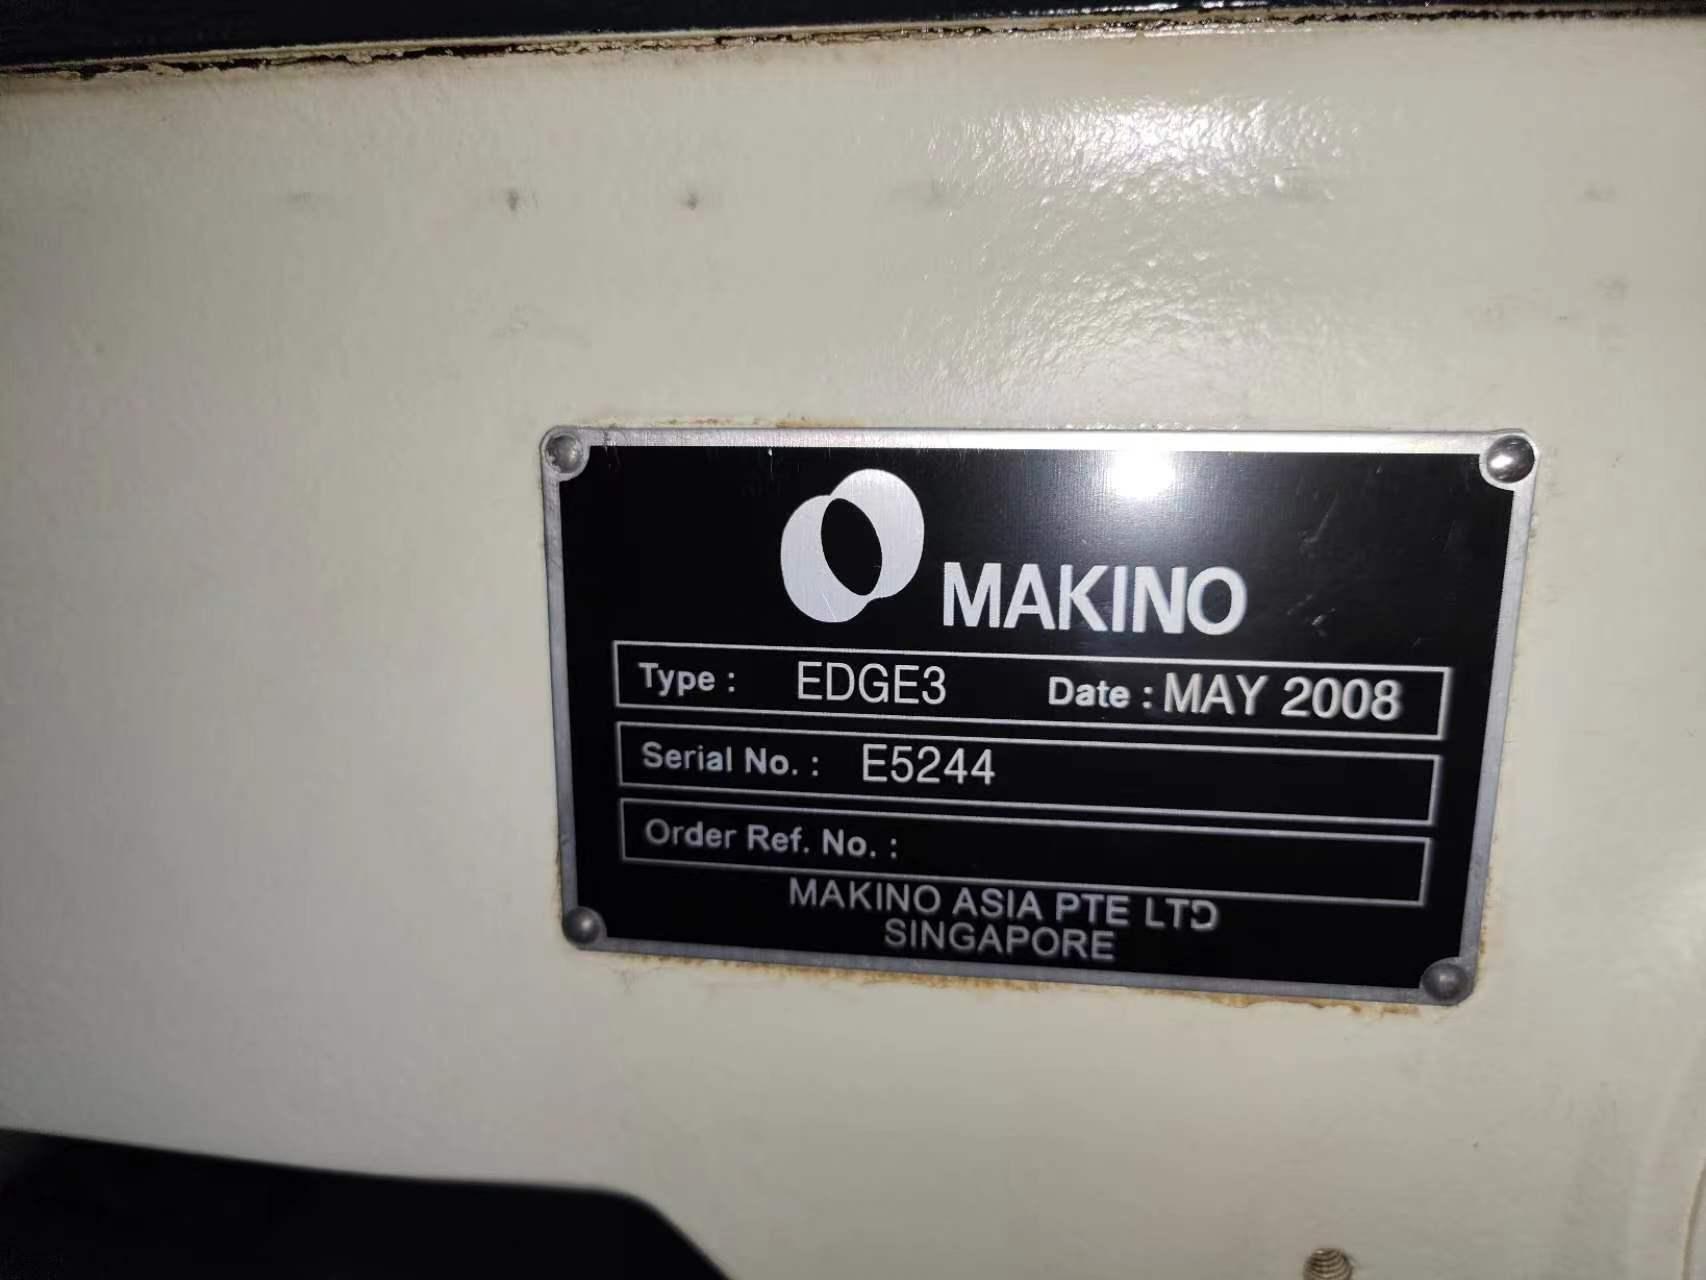 MAKINO
Type : EDGE3 Date : MAY 2008
Serial No. : E5244
Order Ref. No. :
MAKINO ASIA PTE LTD
SINGAPORE